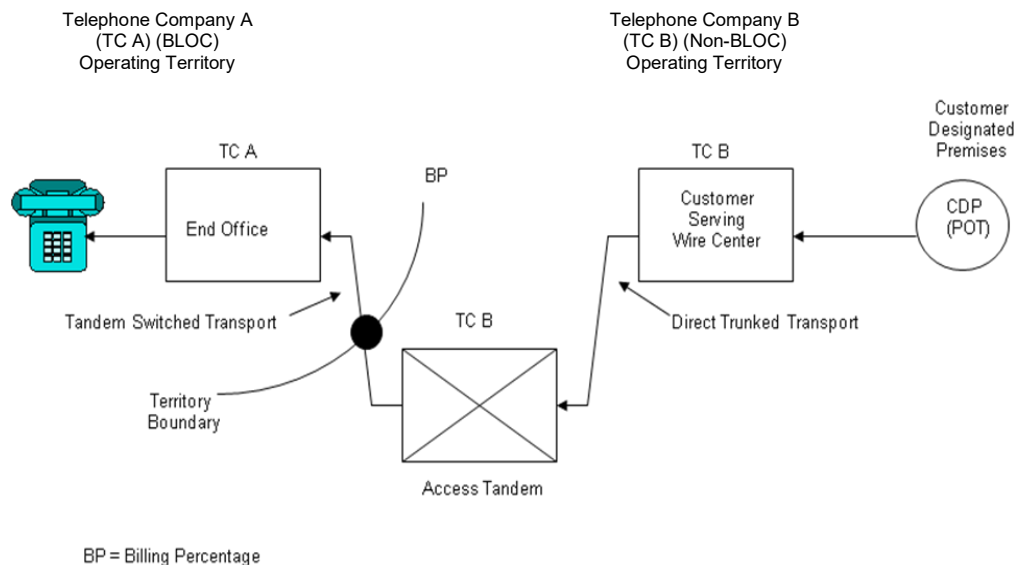 Telephone Company A
(TC A) (BLOC)
Operating Territory
Telephone Company B
(TC B) (Non-BLOC)
Operating Territory
Customer
Designated
Premises
TC A
BP
TC B
End Office
Customer
Serving
Wire Center
CDP
(POT)
Tandem Switched Transport
TC B
Direct Trunked Transport
Territory
Boundary
Access Tandem
BP = Billing Percentage